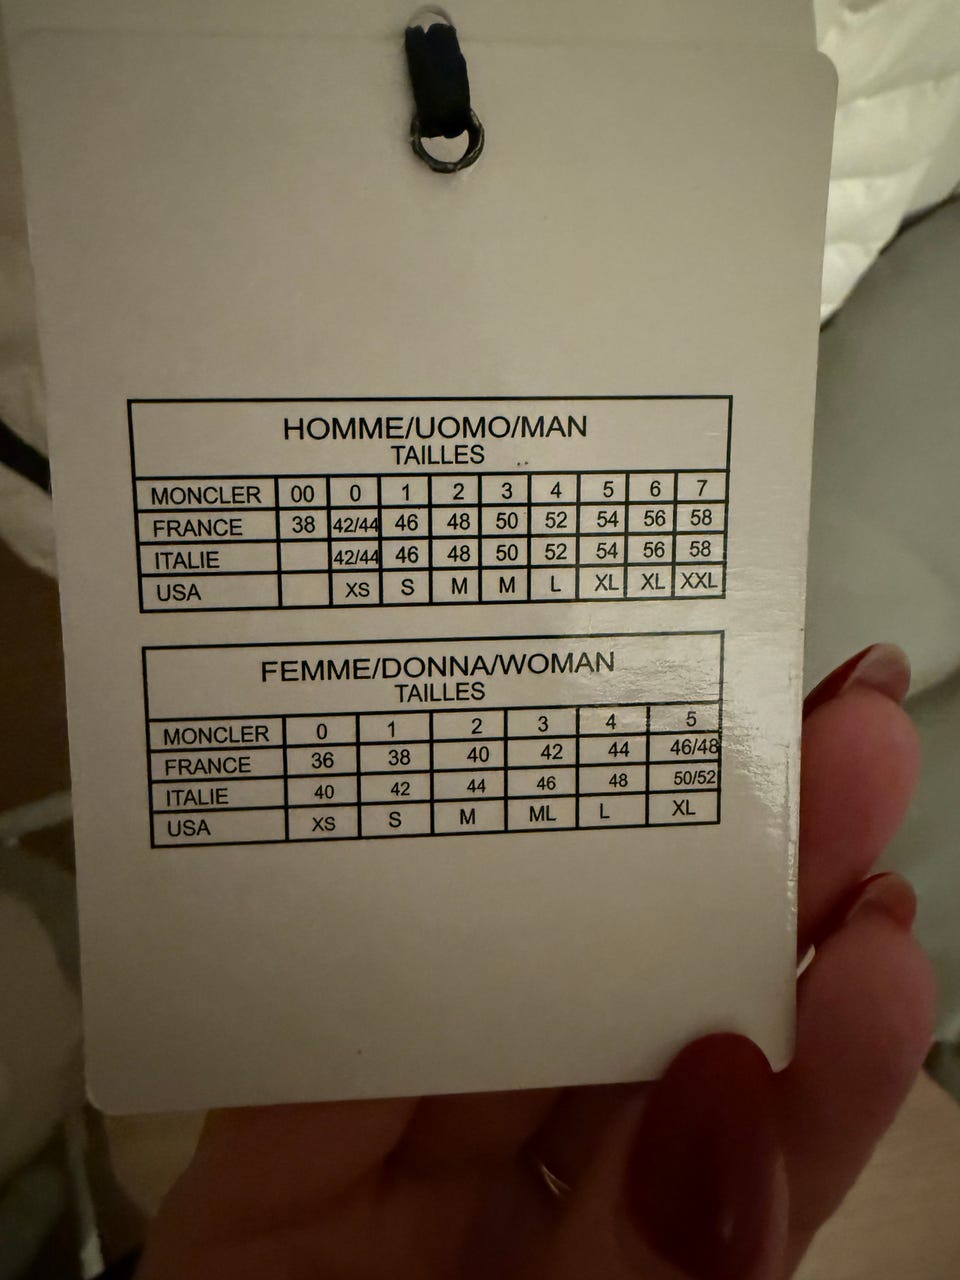 HOMME/UOMO/MAN
TAILLES
MONCLER 00 0 1 2 3 4 5 6 7
FRANCE 38 42/44 46 48 50 52 54 56 58
ITALIE 42/44 46 48 50 52 54 56 58
USA XS S M M L XL XL XXL
FEMME/DONNA/WOMAN
TAILLES
MONCLER 0 1 2 3 4 5
FRANCE 36 38 40 42 44 46/48
ITALIE 40 42 44 46 48 50/52
USA XS S M ML L XL